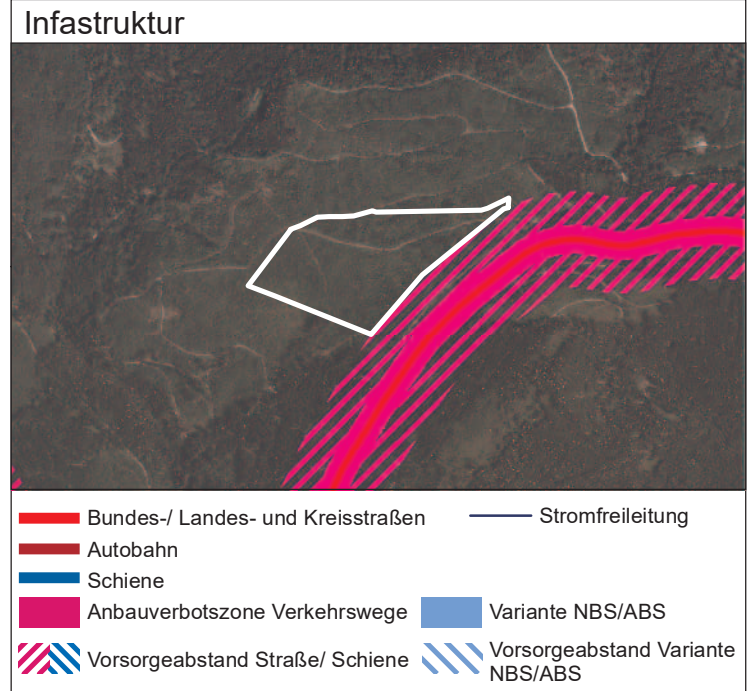 Infastruktur
Bundes-/ Landes- und Kreisstraßen
Stromfreileitung
Autobahn
Schiene
Anbauverbotszone Verkehrswege
Variante NBS/ABS
Vorsorgeabstand Straße/ Schiene
Vorsorgeabstand Variante
NBS/ABS